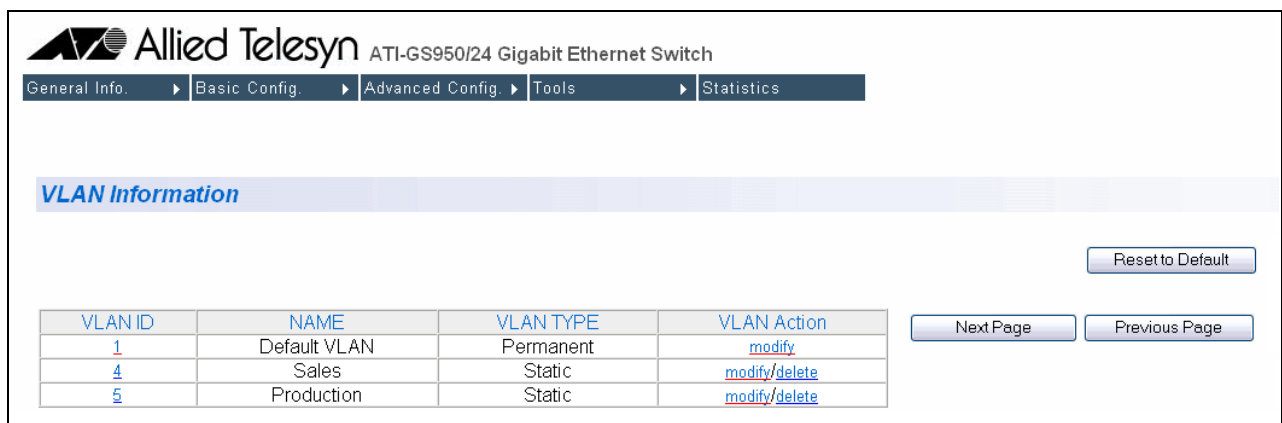 Allied Telesyn ATI-GS950/24 Gigabit Ethernet Switch
General Info. Basic Config. Advanced Config. Tools Statistics
VLAN Information
Reset to Default
VLAN ID NAME VLAN TYPE VLAN Action Next Page Previous Page
1 Default VLAN Permanent modify
4 Sales Static modify/delete
5 Production Static modify/delete